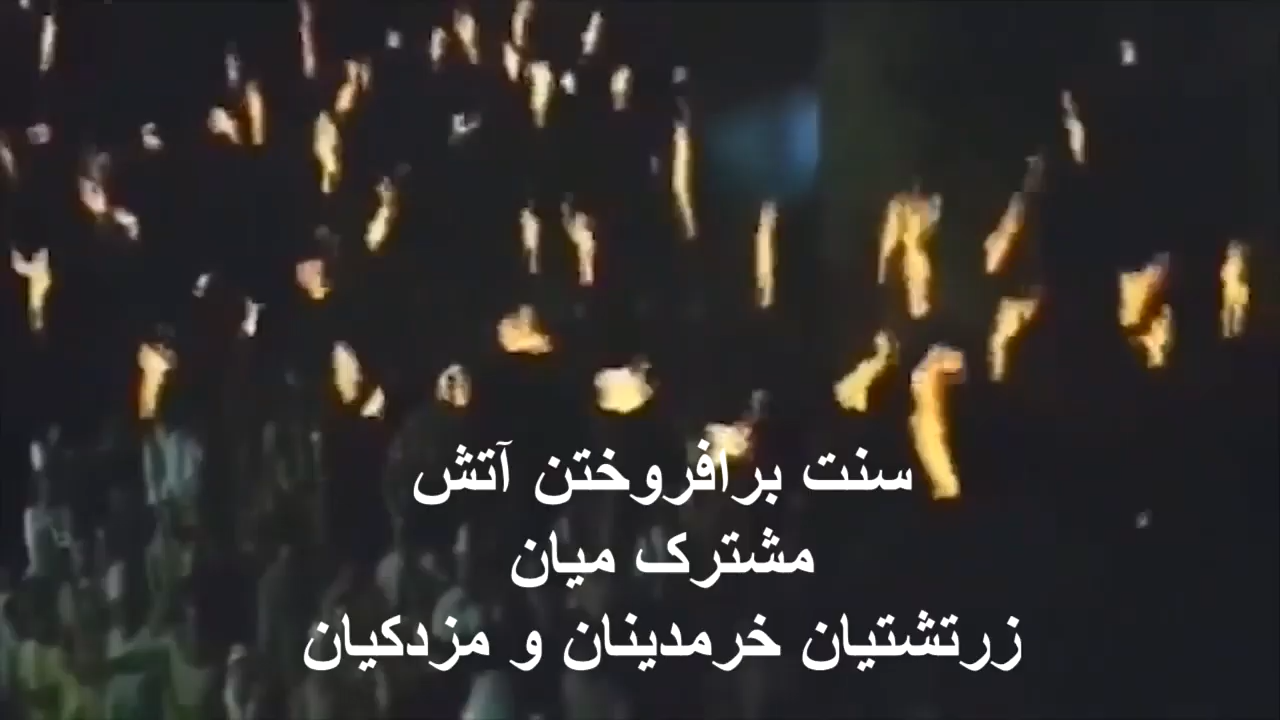 سنت برافروختن آتش
مشترک میان
زرتشتیان خرمدینان و مزدکیان